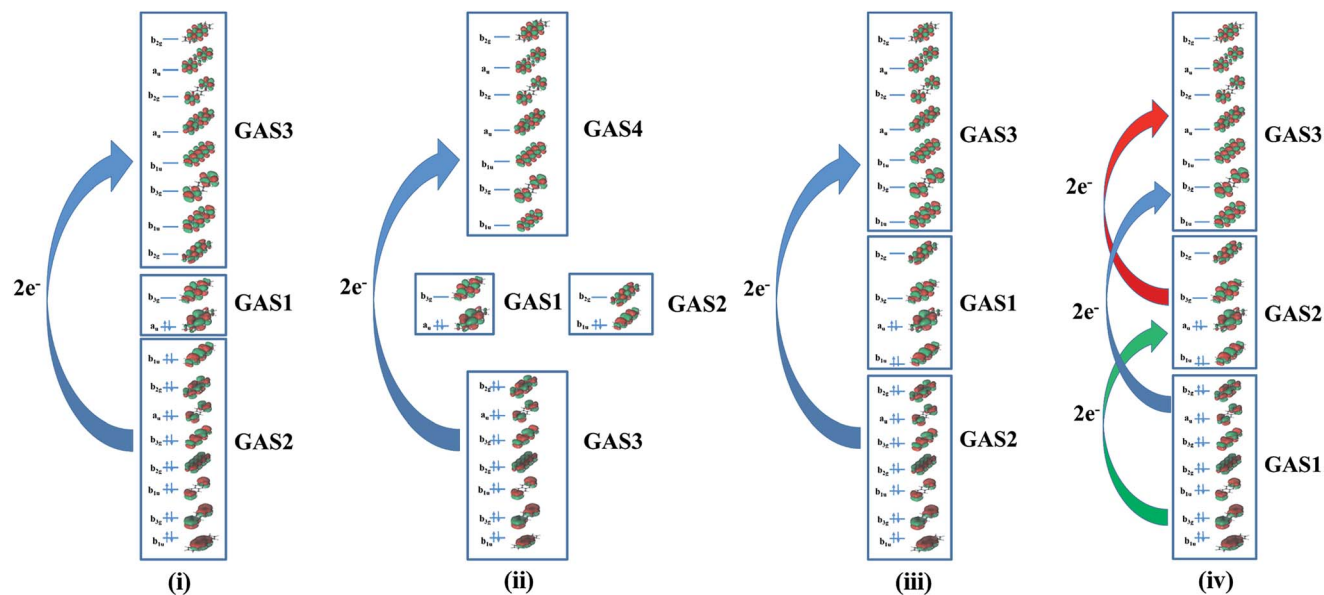 b2g
au
b2g
au
b1u
b3g
b1u
b2g
GAS3
b3g
au
GAS1
2e-
b1u
b2g
au
b3g
b2g
b1u
b3g
b1u
GAS2
(i)
b2g
au
b2g
au
b1u
b3g
b1u
GAS4
2e-
b3g
au
GAS1
b2g
b1u
GAS2
b2g
au
b3g
b2g
b1u
b3g
b1u
GAS3
(ii)
b2g
au
b2g
au
b1u
b3g
b1u
GAS3
2e-
b2g
b3g
au
b1u
GAS1
b2g
au
b3g
b2g
b1u
b3g
b1u
GAS2
(iii)
b2g
au
b2g
au
b1u
b3g
b1u
GAS3
2e-
b2g
b3g
au
b1u
GAS2
2e-
b2g
au
b3g
b2g
b1u
b3g
b1u
GAS1
2e-
(iv)